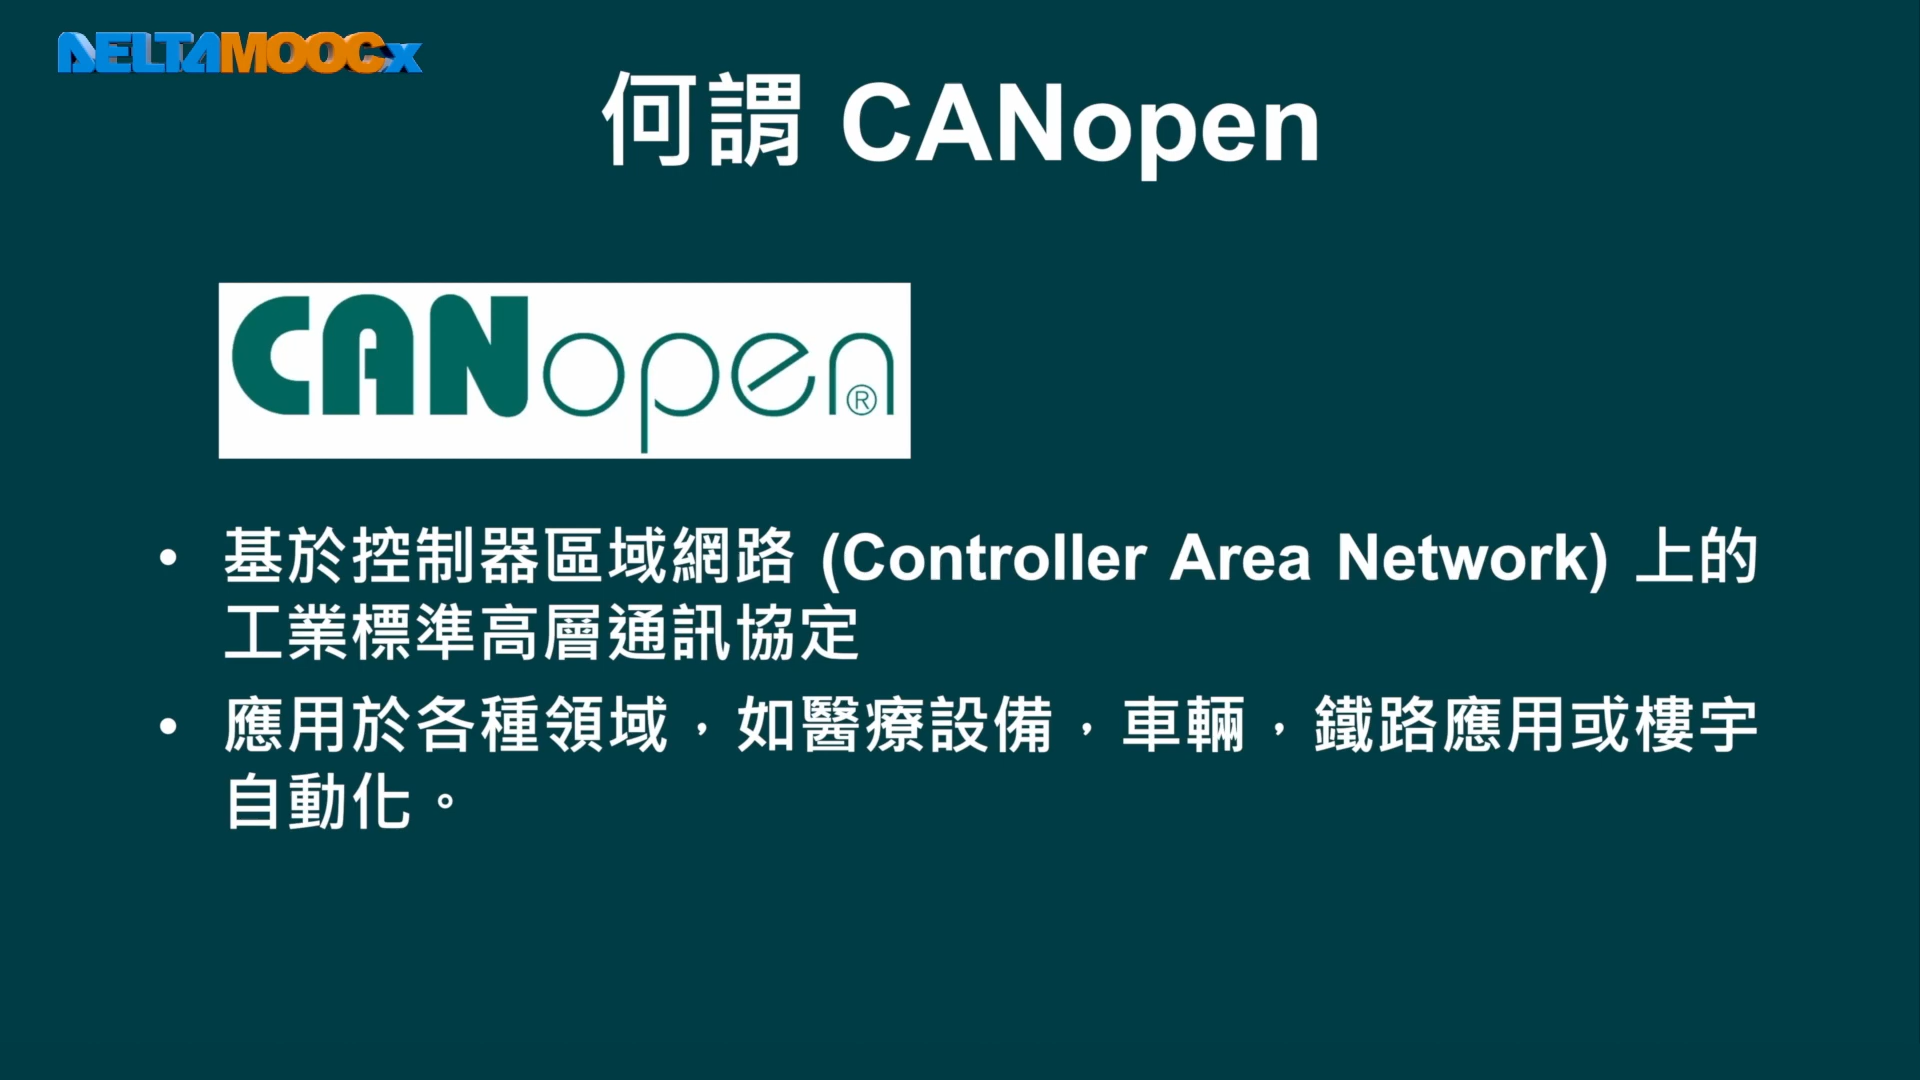 DELTAMOOCx
何謂 CANopen
CANopen®
• 基於控制器區域網路 (Controller Area Network) 上的
工業標準高層通訊協定
• 應用於各種領域，如醫療設備，車輛，鐵路應用或樓宇
自動化。